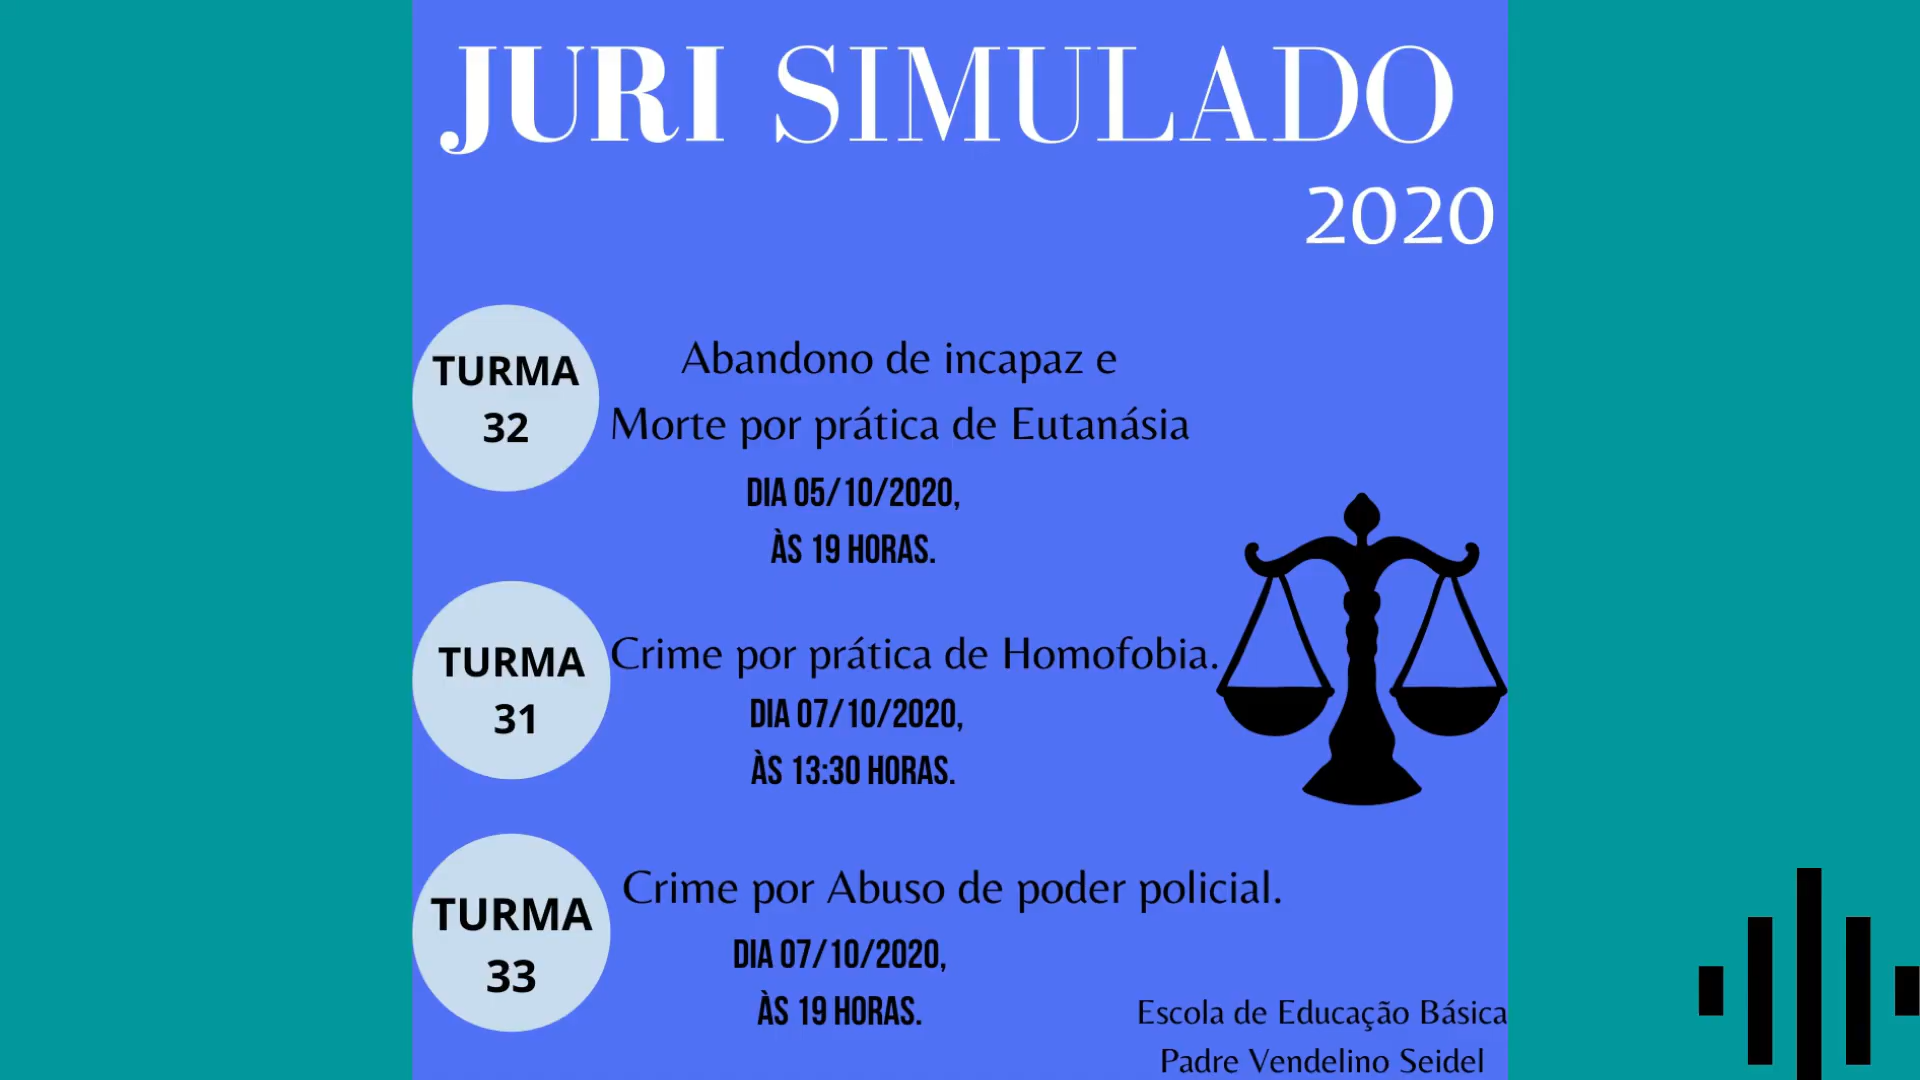 JURI SIMULADO
2020
TURMA
32
Abandono de incapaz e
Morte por prática de Eutanásia
DIA 05/10/2020,
ÀS 19 HORAS.
TURMA
31
Crime por prática de Homofobia.
DIA 07/10/2020,
ÀS 13:30 HORAS.
TURMA
33
Crime por Abuso de poder policial.
DIA 07/10/2020,
ÀS 19 HORAS.
Escola de Educação Básica
Padre Vendelino Seidel